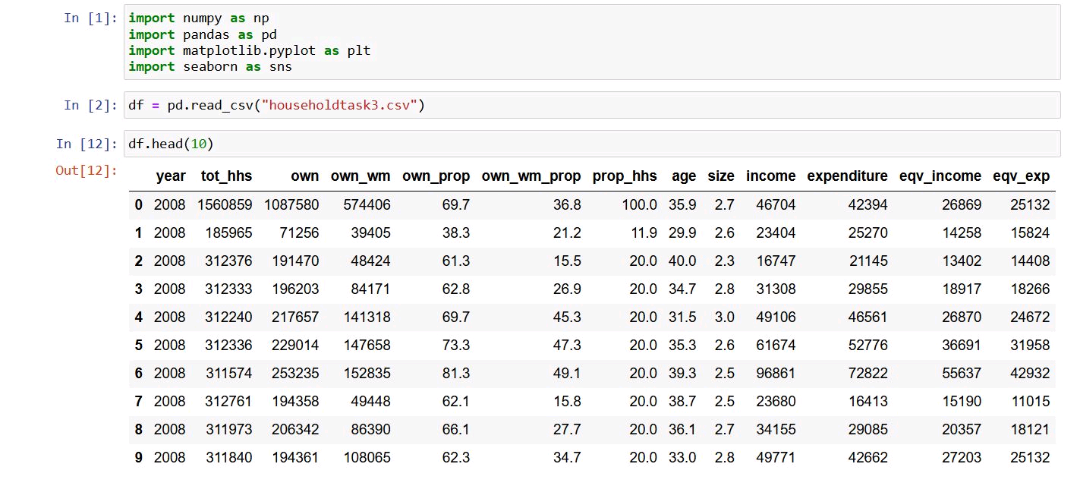 In [1]: import numpy as np
import pandas as pd
import matplotlib.pyplot as plt
import seaborn as sns
In [2]: df = pd.read_csv("householdtask3.csv")
In [12]: df.head(10)
Out[12]:
year tot_hhs own own_wm own_prop own_wm_prop prop_hhs age size income expenditure eqv_income eqv_exp
0 2008 1560859 1087580 574406 69.7 36.8 100.0 35.9 2.7 46704 42394 26869 25132
1 2008 185965 71256 39405 38.3 21.2 11.9 29.9 2.6 23404 25270 14258 15824
2 2008 312376 191470 48424 61.3 15.5 20.0 40.0 2.3 16747 21145 13402 14408
3 2008 312333 196203 84171 62.8 26.9 20.0 34.7 2.8 31308 29855 18917 18266
4 2008 312240 217657 141318 69.7 45.3 20.0 31.5 3.0 49106 46561 26870 24672
5 2008 312336 229014 147658 73.3 47.3 20.0 35.3 2.6 61674 52776 36691 31958
6 2008 311574 253235 152835 81.3 49.1 20.0 39.3 2.5 96861 72822 55637 42932
7 2008 312761 194358 49448 62.1 15.8 20.0 38.7 2.5 23680 16413 15190 11015
8 2008 311973 206342 86390 66.1 27.7 20.0 36.1 2.7 34155 29085 20357 18121
9 2008 311840 194361 108065 62.3 34.7 20.0 33.0 2.8 49771 42662 27203 25132